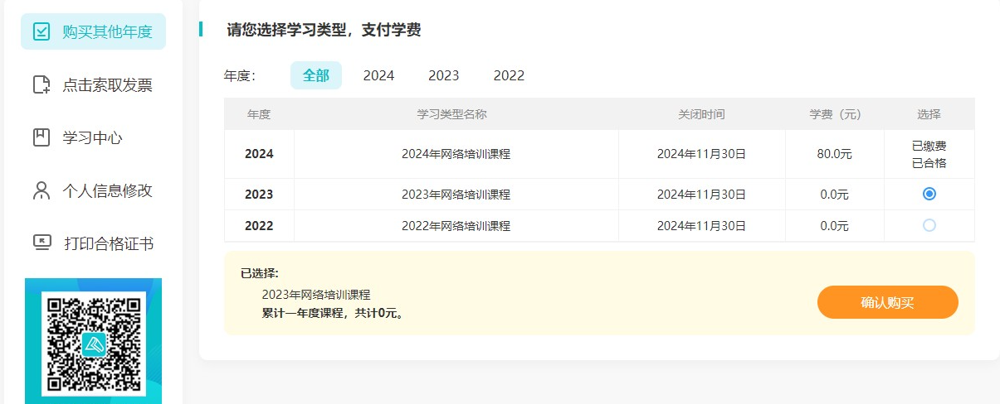 购买其他年度
点击索取发票
学习中心
个人信息修改
打印合格证书
请您选择学习类型，支付学费
年度： 全部 2024 2023 2022
年度 学习类型名称 关闭时间 学费（元） 选择
2024 2024年网络培训课程 2024年11月30日 80.0元 已缴费
已合格
2023 2023年网络培训课程 2024年11月30日 0.0元
2022 2022年网络培训课程 2024年11月30日 0.0元
已选择:
2023年网络培训课程
累计一年度课程，共计0元。
确认购买